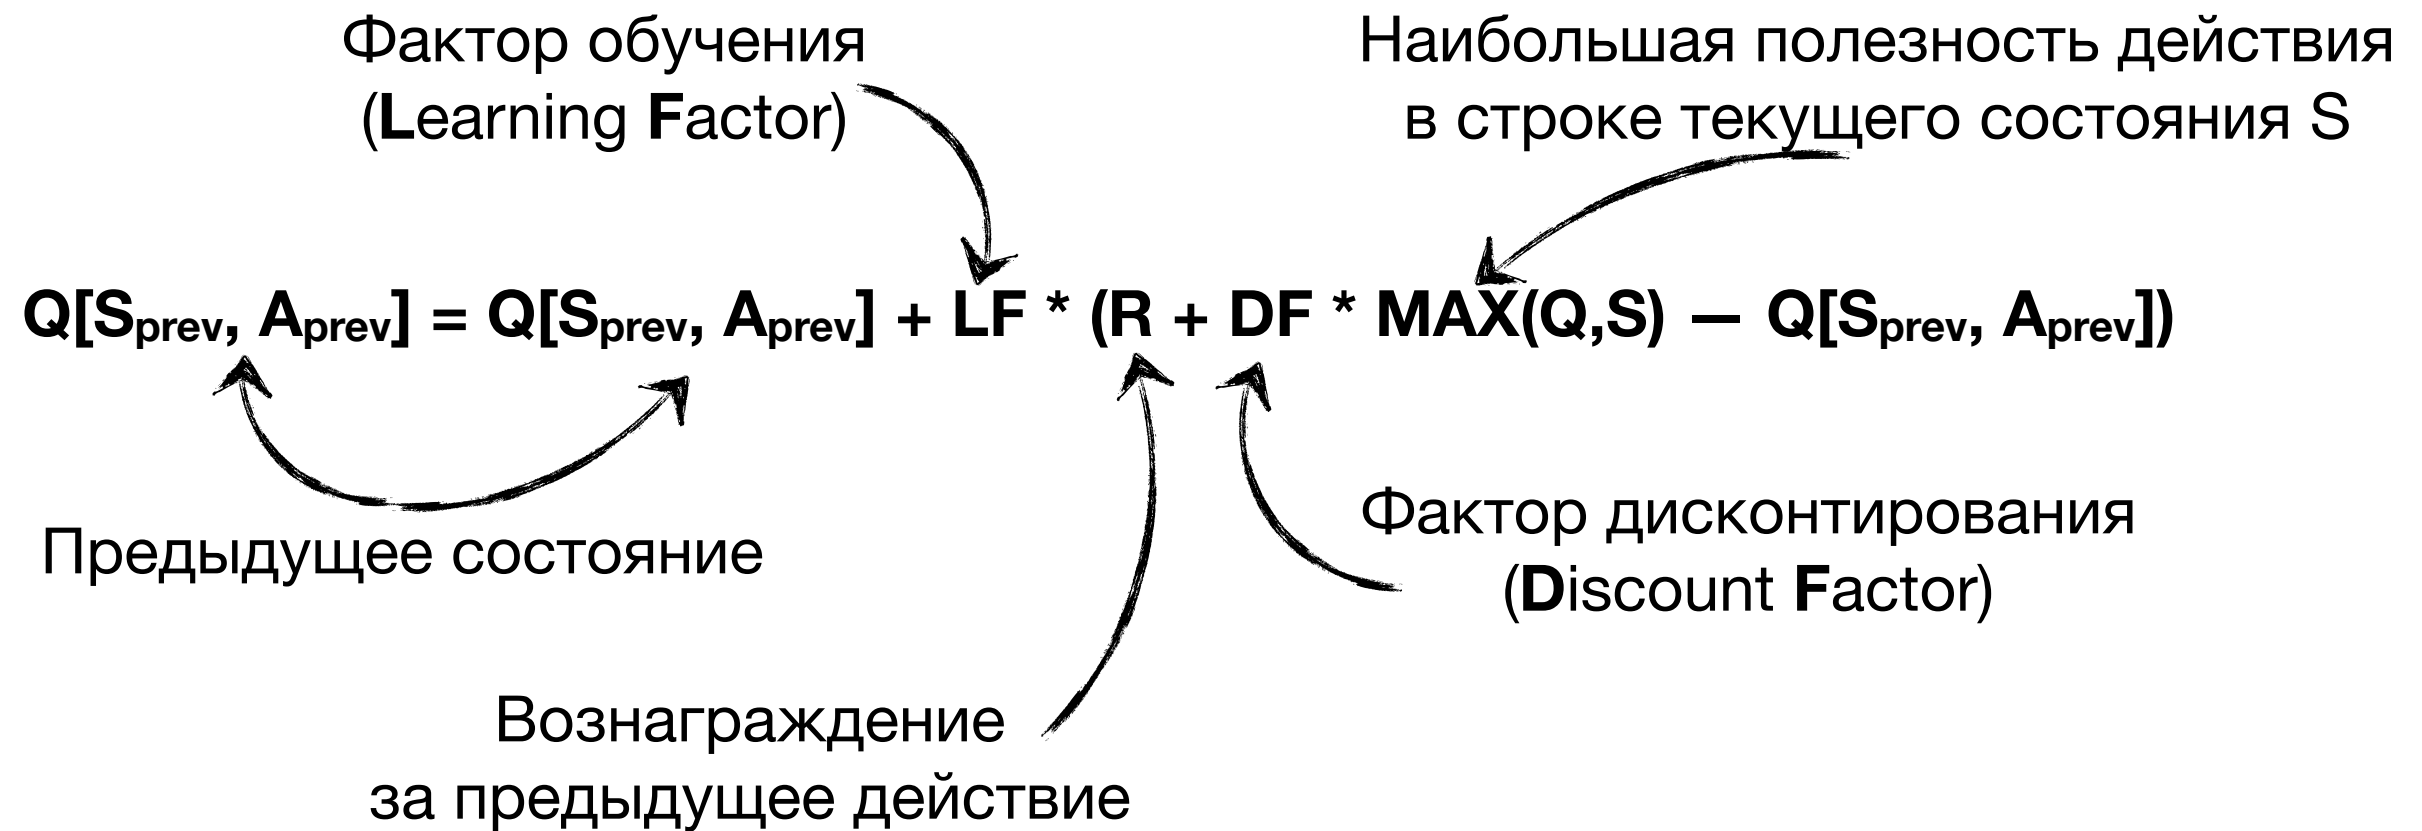 Фактор обучения
(Learning Factor)
Наибольшая полезность действия
в строке текущего состояния S
Q[Sprev, Aprev] = Q[Sprev, Aprev] + LF * (R + DF * MAX(Q,S) — Q[Sprev, Aprev])
Предыдущее состояние
Фактор дисконтирования
(Discount Factor)
Вознаграждение
за предыдущее действие